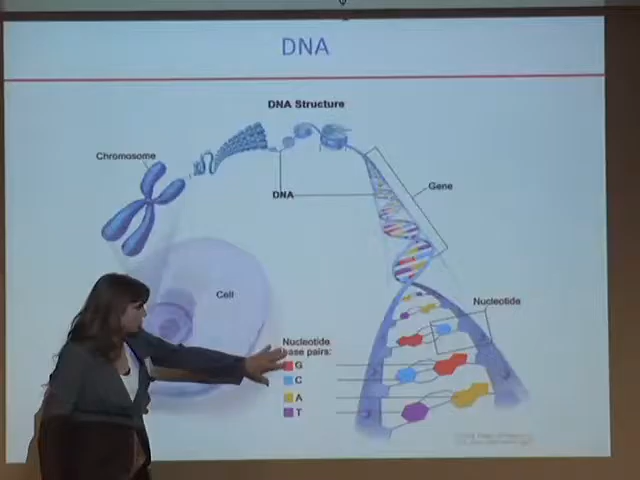 DNA
DNA Structure
Chromosome
DNA
Gene
Cell
Nucleotide
Nucleotide
base pairs:
G
C
A
T